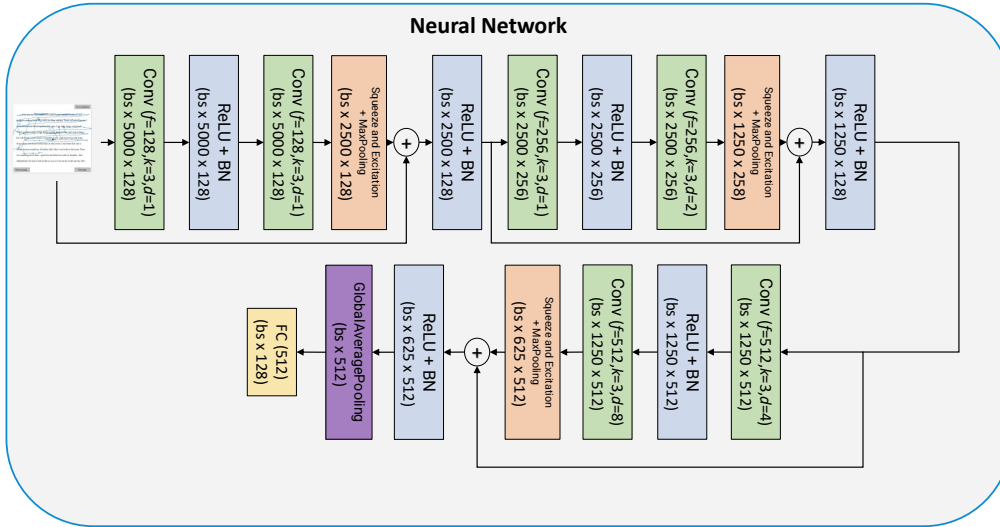 Neural Network
Conv (f=128,k=3,d=1)
(bs x 5000 x 128)
ReLU + BN
(bs x 5000 x 128)
Conv (f=128,k=3,d=1)
(bs x 5000 x 128)
Squeeze and Excitation
+ MaxPooling
(bs x 2500 x 128)
+
ReLU + BN
(bs x 2500 x 128)
Conv (f=256,k=3,d=1)
(bs x 2500 x 256)
ReLU + BN
(bs x 2500 x 256)
Conv (f=256,k=3,d=2)
(bs x 2500 x 256)
Squeeze and Excitation
+ MaxPooling
(bs x 1250 x 258)
+
ReLU + BN
(bs x 1250 x 128)
Conv (f=512,k=3,d=4)
(bs x 1250 x 512)
ReLU + BN
(bs x 1250 x 512)
Conv (f=512,k=3,d=8)
(bs x 1250 x 512)
Squeeze and Excitation
+ MaxPooling
(bs x 625 x 512)
+
ReLU + BN
(bs x 625 x 512)
GlobalAveragePooling
(bs x 512)
FC (512)
(bs x 128)